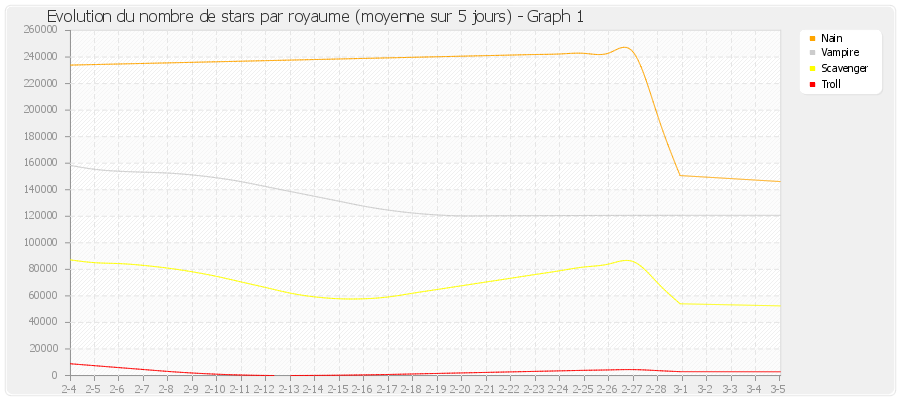 Evolution du nombre de stars par royaume (moyenne sur 5 jours) - Graph 1
260000
240000
220000
200000
180000
160000
140000
120000
100000
80000
60000
40000
20000
0
2-4 2-5 2-6 2-7 2-8 2-9 2-10 2-11 2-12 2-13 2-14 2-15 2-16 2-17 2-18 2-19 2-20 2-21 2-22 2-23 2-24 2-25 2-26 2-27 2-28 3-1 3-2 3-3 3-4 3-5
Nain
Vampire
Scavenger
Troll